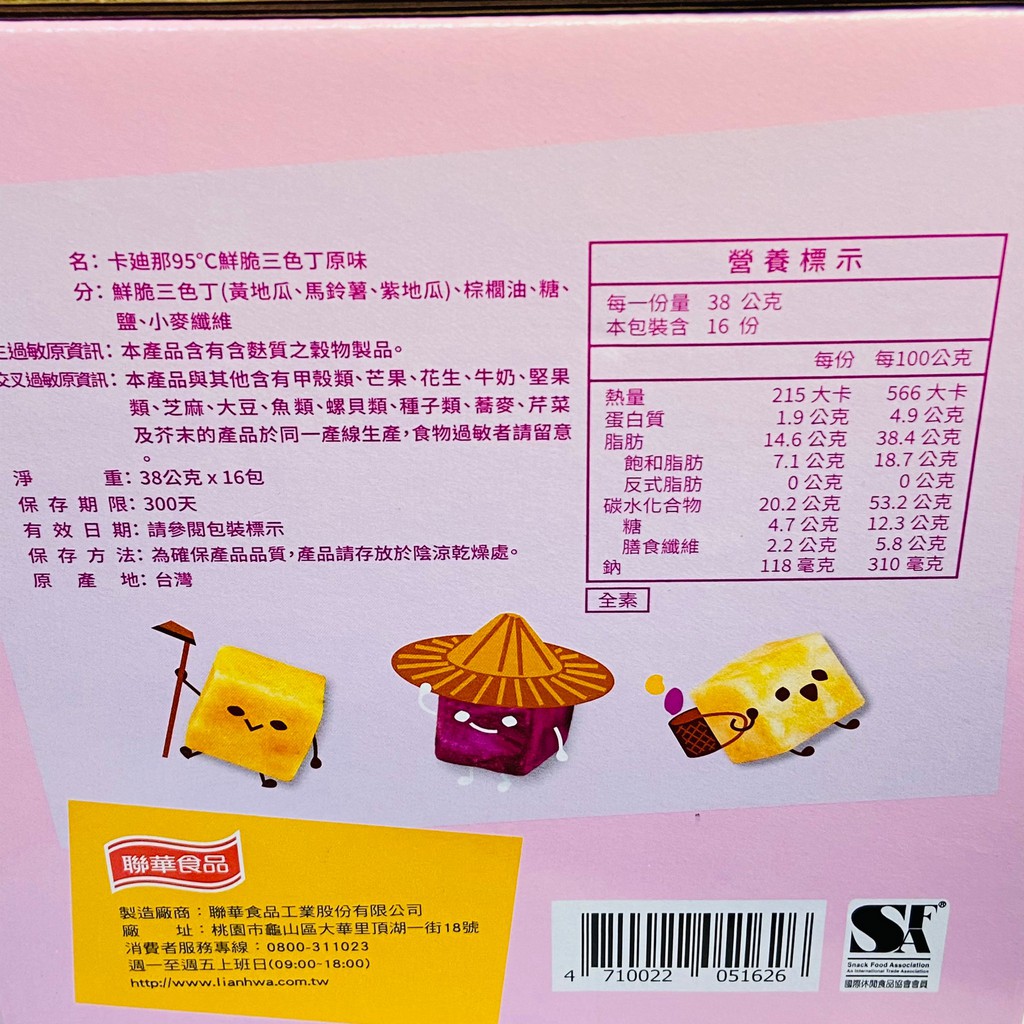 名：卡廸那95℃鮮脆三色丁原味
分：鮮脆三色丁(黃地瓜、馬鈴薯、紫地瓜)、棕櫚油、糖、
鹽、小麥纖維
過敏原資訊：本產品含有含麩質之穀物製品。
交叉過敏原資訊：本產品與其他含有甲殼類、芒果、花生、牛奶、堅果
類、芝麻、大豆、魚類、螺貝類、種子類、蕎麥、芹菜
及芥末的產品於同一產線生產，食物過敏者請留意
。
淨重：38公克 x 16包
保存期限：300天
有效日期：請參閱包裝標示
保存方法：為確保產品品質，產品請存放於陰涼乾燥處。
原產地：台灣
營養標示
每一份量 38 公克
本包裝含 16 份
每份 每100公克
熱量 215 大卡 566 大卡
蛋白質 1.9 公克 4.9 公克
脂肪 14.6 公克 38.4 公克
飽和脂肪 7.1 公克 18.7 公克
反式脂肪 0 公克 0 公克
碳水化合物 20.2 公克 53.2 公克
糖 4.7 公克 12.3 公克
膳食纖維 2.2 公克 5.8 公克
鈉 118 毫克 310 毫克
全素
聯華食品
製造廠商：聯華食品工業股份有限公司
廠址：桃園市龜山區大華里頂湖一街18號
消費者服務專線：0800-311023
週一至週五上班日(09:00-18:00)
http://www.lianhwa.com.tw
4 710022 051626
SFA®
Snack Food Association
An International Trade Association
國際休閒食品協會會員